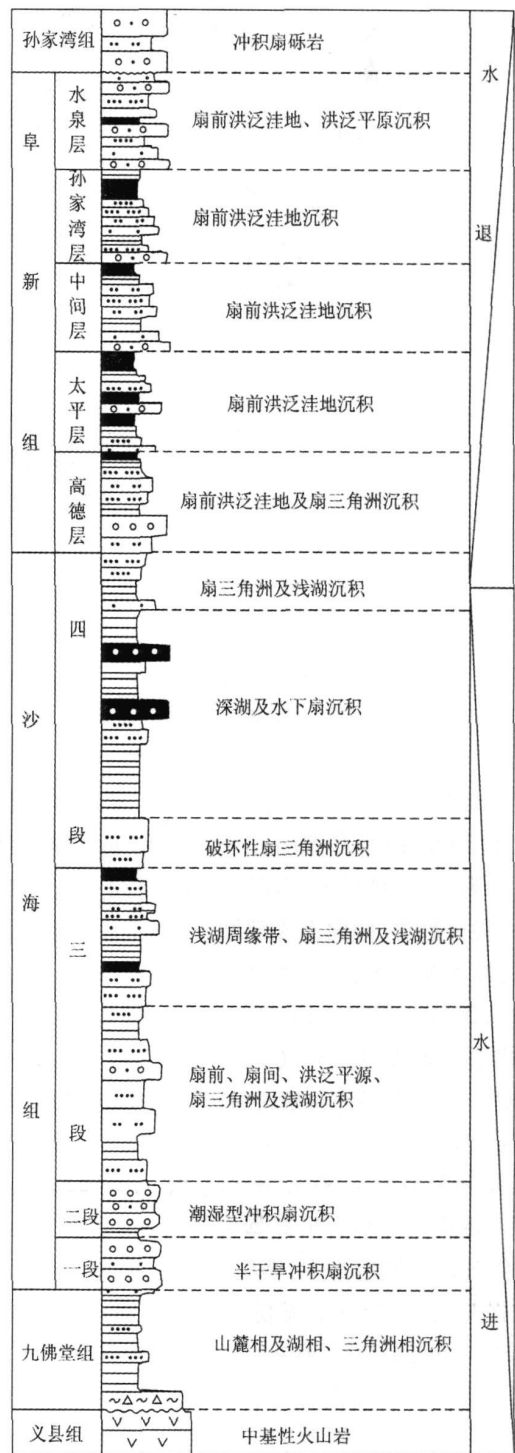 孙家湾组
冲积扇砾岩
水退
阜新组
水泉层
扇前洪泛洼地、洪泛平原沉积
孙家湾层
扇前洪泛洼地沉积
中间层
扇前洪泛洼地沉积
太平层
扇前洪泛洼地沉积
高德层
扇前洪泛洼地及扇三角洲沉积
沙海组
四段
扇三角洲及浅湖沉积
深湖及水下扇沉积
破坏性扇三角洲沉积
三段
浅湖周缘带、扇三角洲及浅湖沉积
扇前、扇间、洪泛平源、
扇三角洲及浅湖沉积
二段
潮湿型冲积扇沉积
一段
半干旱冲积扇沉积
水进
九佛堂组
山麓相及湖相、三角洲相沉积
义县组
中基性火山岩